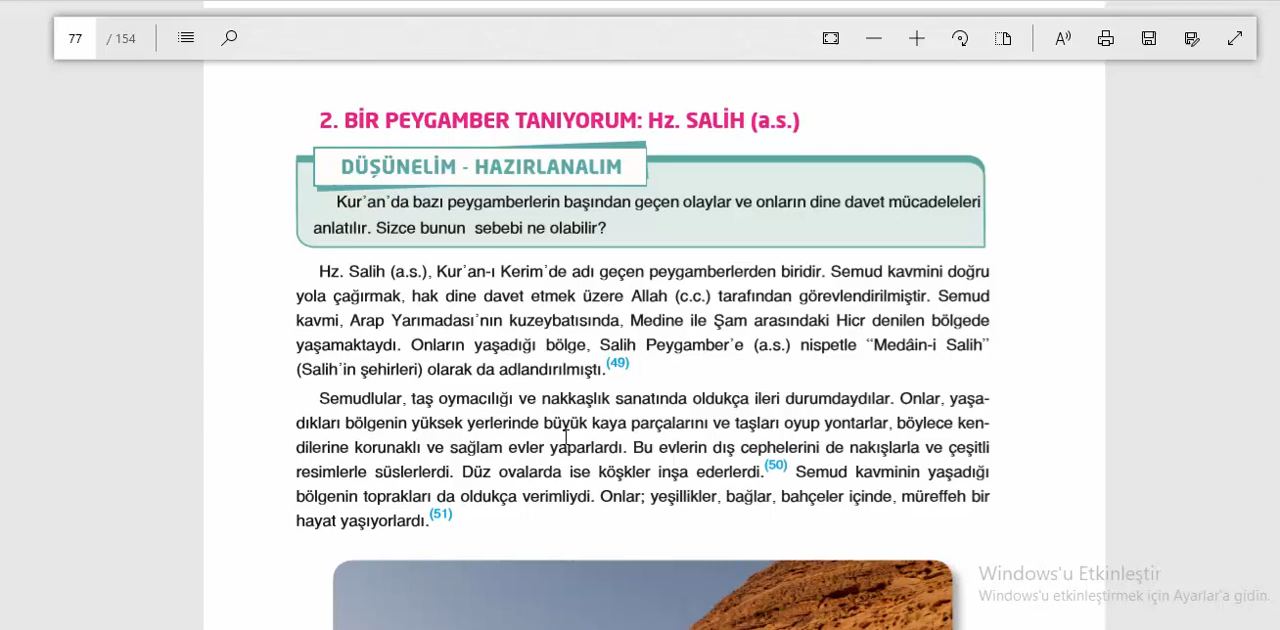 77 / 154
2. BİR PEYGAMBER TANIYORUM: Hz. SALİH (a.s.)
DÜŞÜNELİM - HAZIRLANALIM
Kur'an'da bazı peygamberlerin başından geçen olaylar ve onların dine davet mücadeleleri
anlatılır. Sizce bunun sebebi ne olabilir?
Hz. Salih (a.s.), Kur'an-ı Kerim'de adı geçen peygamberlerden biridir. Semud kavmini doğru
yola çağırmak, hak dine davet etmek üzere Allah (c.c.) tarafından görevlendirilmiştir. Semud
kavmi, Arap Yarımadası'nın kuzeybatısında, Medine ile Şam arasındaki Hicr denilen bölgede
yaşamaktaydı. Onların yaşadığı bölge, Salih Peygamber'e (a.s.) nispetle “Medâin-i Salih”
(Salih'in şehirleri) olarak da adlandırılmıştı.(49)
Semudlular, taş oymacılığı ve nakkaşlık sanatında oldukça ileri durumdaydılar. Onlar, yaşa-
dıkları bölgenin yüksek yerlerinde büyük kaya parçalarını ve taşları oyup yontarlar, böylece ken-
dilerine korunaklı ve sağlam evler yaparlardı. Bu evlerin dış cephelerini de nakışlarla ve çeşitli
resimlerle süslerlerdi. Düz ovalarda ise köşkler inşa ederlerdi.(50) Semud kavminin yaşadığı
bölgenin toprakları da oldukça verimliydi. Onlar; yeşillikler, bağlar, bahçeler içinde, müreffeh bir
hayat yaşıyorlardı.(51)
Windows'u Etkinleştir
Windows'u etkinleştirmek için Ayarlar'a gidin.